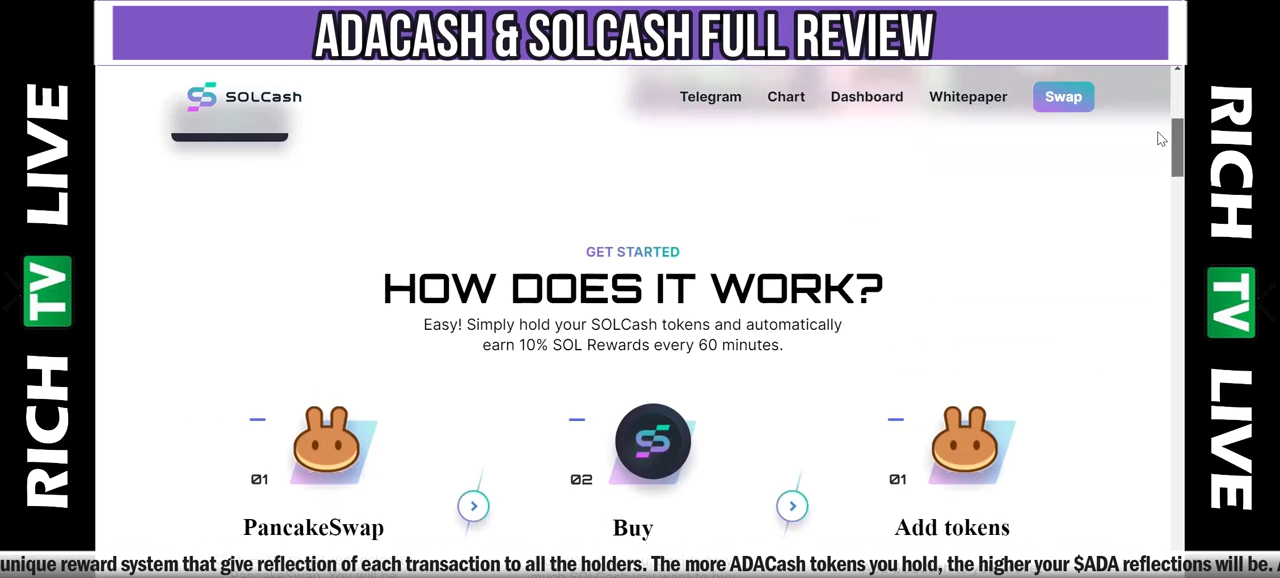 ADACASH & SOLCASH FULL REVIEW
RICH TV LIVE
SOLCash
Telegram Chart Dashboard Whitepaper Swap
GET STARTED
HOW DOES IT WORK?
Easy! Simply hold your SOLCash tokens and automatically
earn 10% SOL Rewards every 60 minutes.
01 02 01
PancakeSwap Buy Add tokens
unique reward system that give reflection of each transaction to all the holders. The more ADACash tokens you hold, the higher your $ADA reflections will be.
RICH TV LIVE